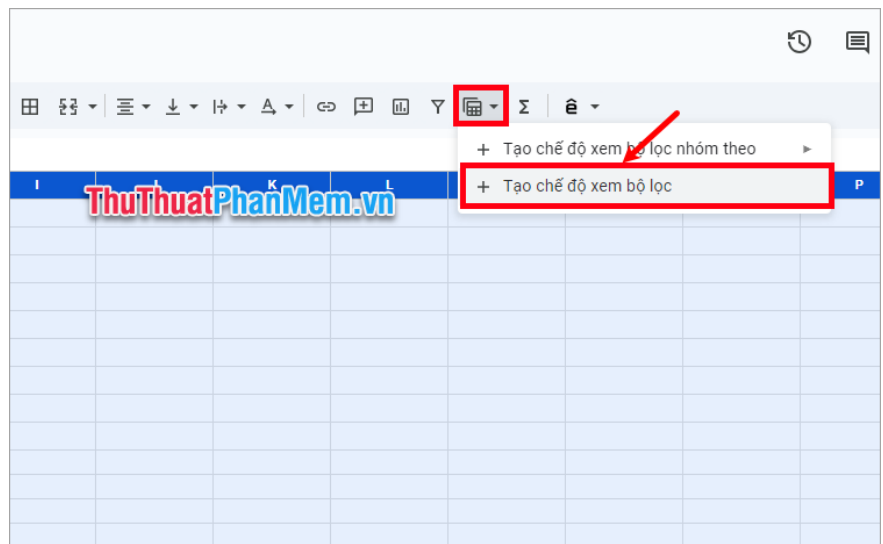 Σ ê
+ Tạo chế độ xem bộ lọc nhóm theo
+ Tạo chế độ xem bộ lọc
I K L P
ThuThuatPhanMem.vn